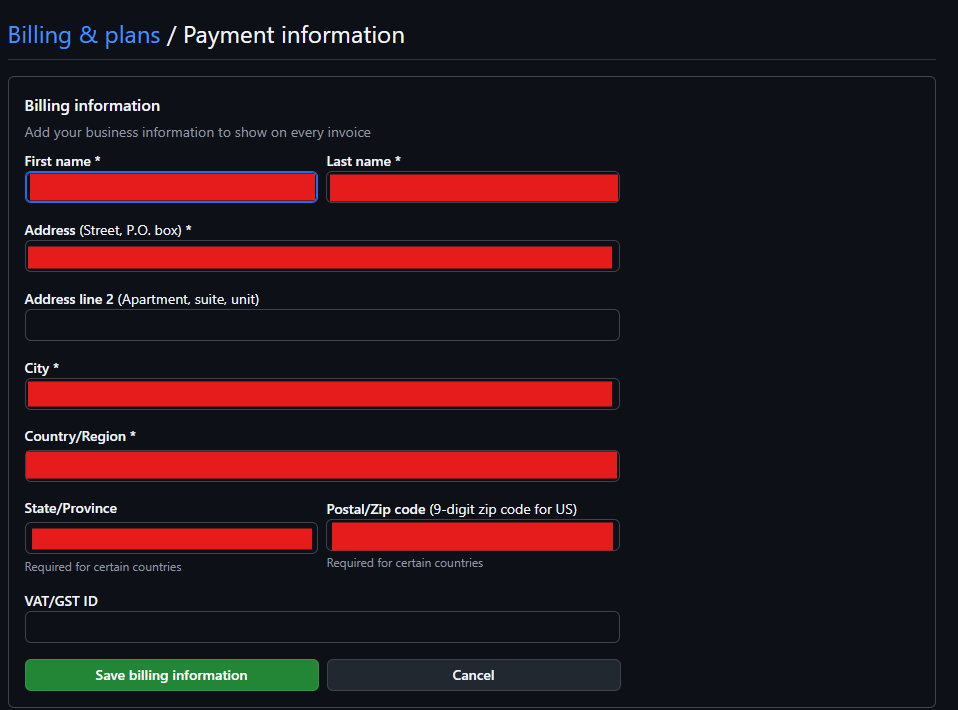 Billing & plans / Payment information
Billing information
Add your business information to show on every invoice
First name *
Last name *
Address (Street, P.O. box) *
Address line 2 (Apartment, suite, unit)
City *
Country/Region *
State/Province
Postal/Zip code (9-digit zip code for US)
Required for certain countries
Required for certain countries
VAT/GST ID
Save billing information
Cancel